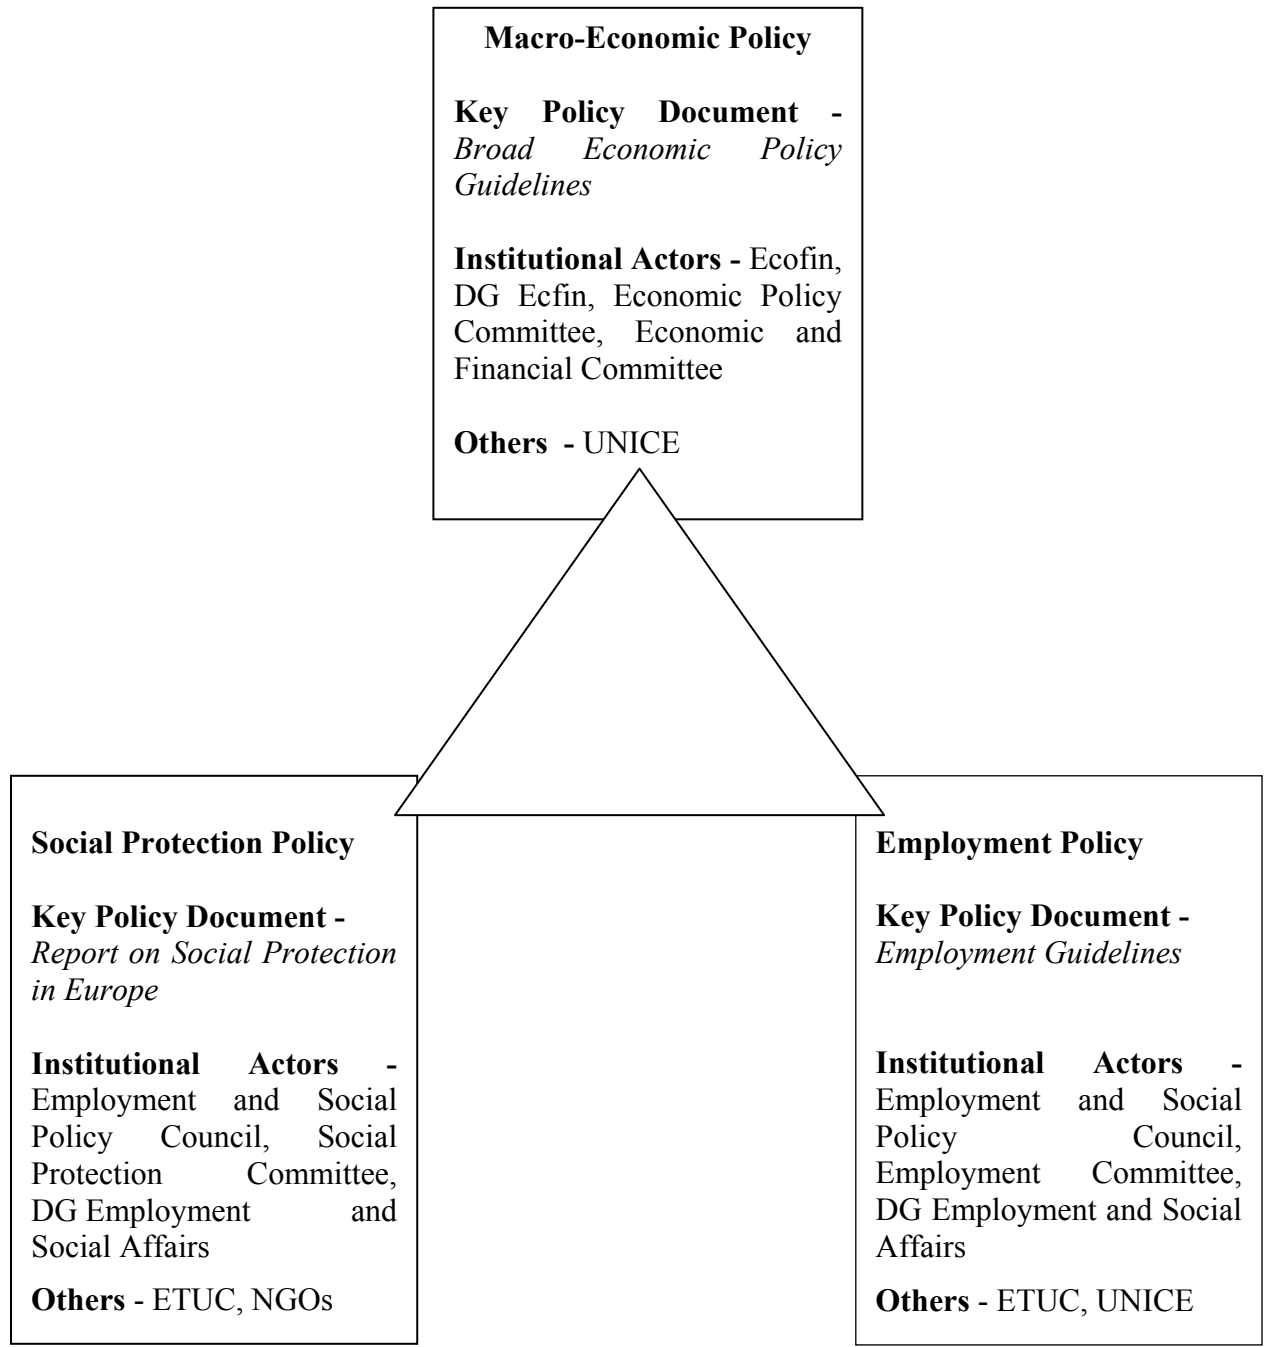 Macro-Economic Policy
Key Policy Document -
Broad Economic Policy
Guidelines
Institutional Actors - Ecofin,
DG Ecfin, Economic Policy
Committee, Economic and
Financial Committee
Others - UNICE
Social Protection Policy
Key Policy Document -
Report on Social Protection
in Europe
Institutional Actors -
Employment and Social
Policy Council, Social
Protection Committee,
DG Employment and
Social Affairs
Others - ETUC, NGOs
Employment Policy
Key Policy Document -
Employment Guidelines
Institutional Actors -
Employment and Social
Policy Council,
Employment Committee,
DG Employment and Social
Affairs
Others - ETUC, UNICE